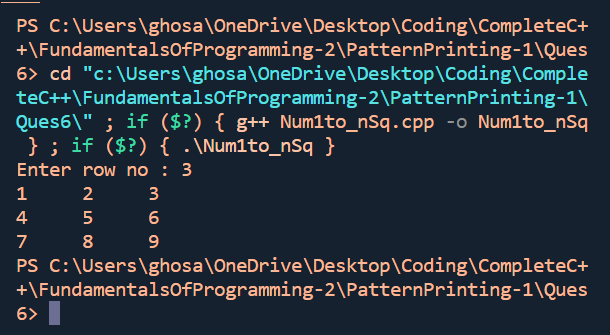 PS C:\Users\ghosa\OneDrive\Desktop\Coding\CompleteC+
+\FundamentalsOfProgramming-2\PatternPrinting-1\Ques
6> cd "c:\Users\ghosa\OneDrive\Desktop\Coding\Comple
teC++\FundamentalsOfProgramming-2\PatternPrinting-1\
Ques6\" ; if ($?) { g++ Num1to_nSq.cpp -o Num1to_nSq
 } ; if ($?) { .\Num1to_nSq }
Enter row no : 3
1     2     3
4     5     6
7     8     9
PS C:\Users\ghosa\OneDrive\Desktop\Coding\CompleteC+
+\FundamentalsOfProgramming-2\PatternPrinting-1\Ques
6>